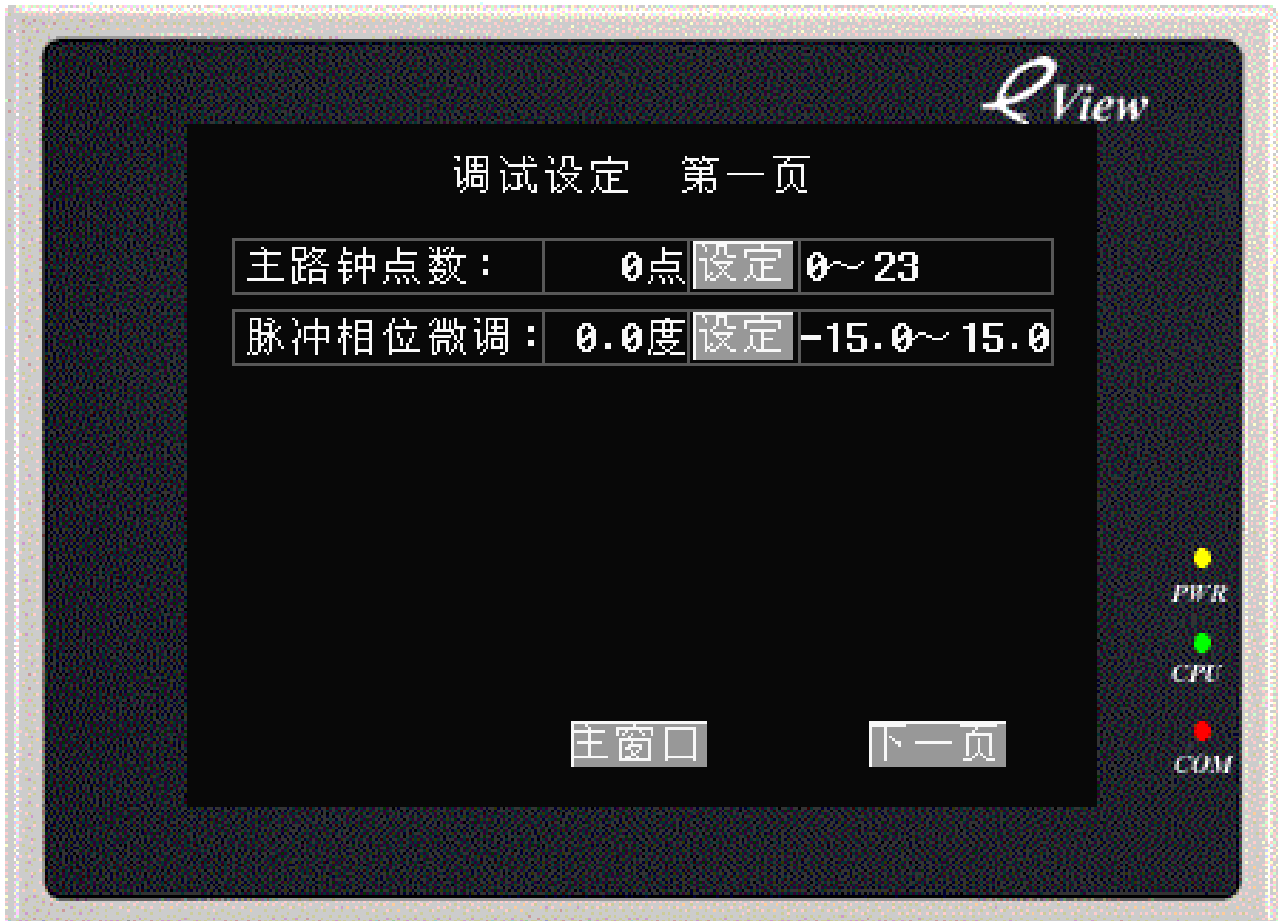 eView
调试设定 第一页
主路钟点数： 0点 设定 0～23
脉冲相位微调： 0.0度 设定 -15.0～15.0
PWR
CPU
COM
主窗口 下一页